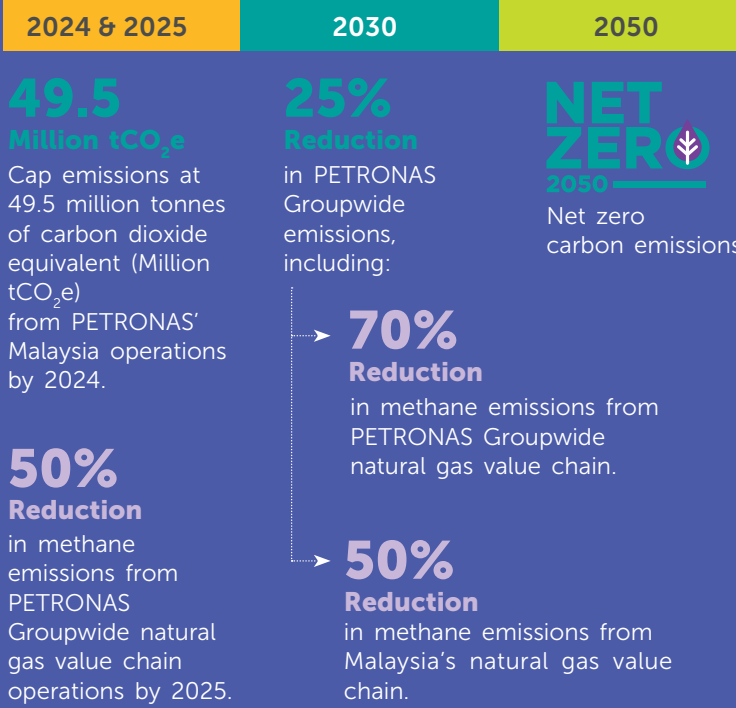 2024 & 2025
49.5
Million tCO₂e
Cap emissions at
49.5 million tonnes
of carbon dioxide
equivalent (Million
tCO₂e)
from PETRONAS’
Malaysia operations
by 2024.
50%
Reduction
in methane
emissions from
PETRONAS
Groupwide natural
gas value chain
operations by 2025.
2030
25%
Reduction
in PETRONAS
Groupwide
emissions,
including:
70%
Reduction
in methane emissions from
PETRONAS Groupwide
natural gas value chain.
50%
Reduction
in methane emissions from
Malaysia’s natural gas value
chain.
2050
NET
ZERO
2050
Net zero
carbon emissions